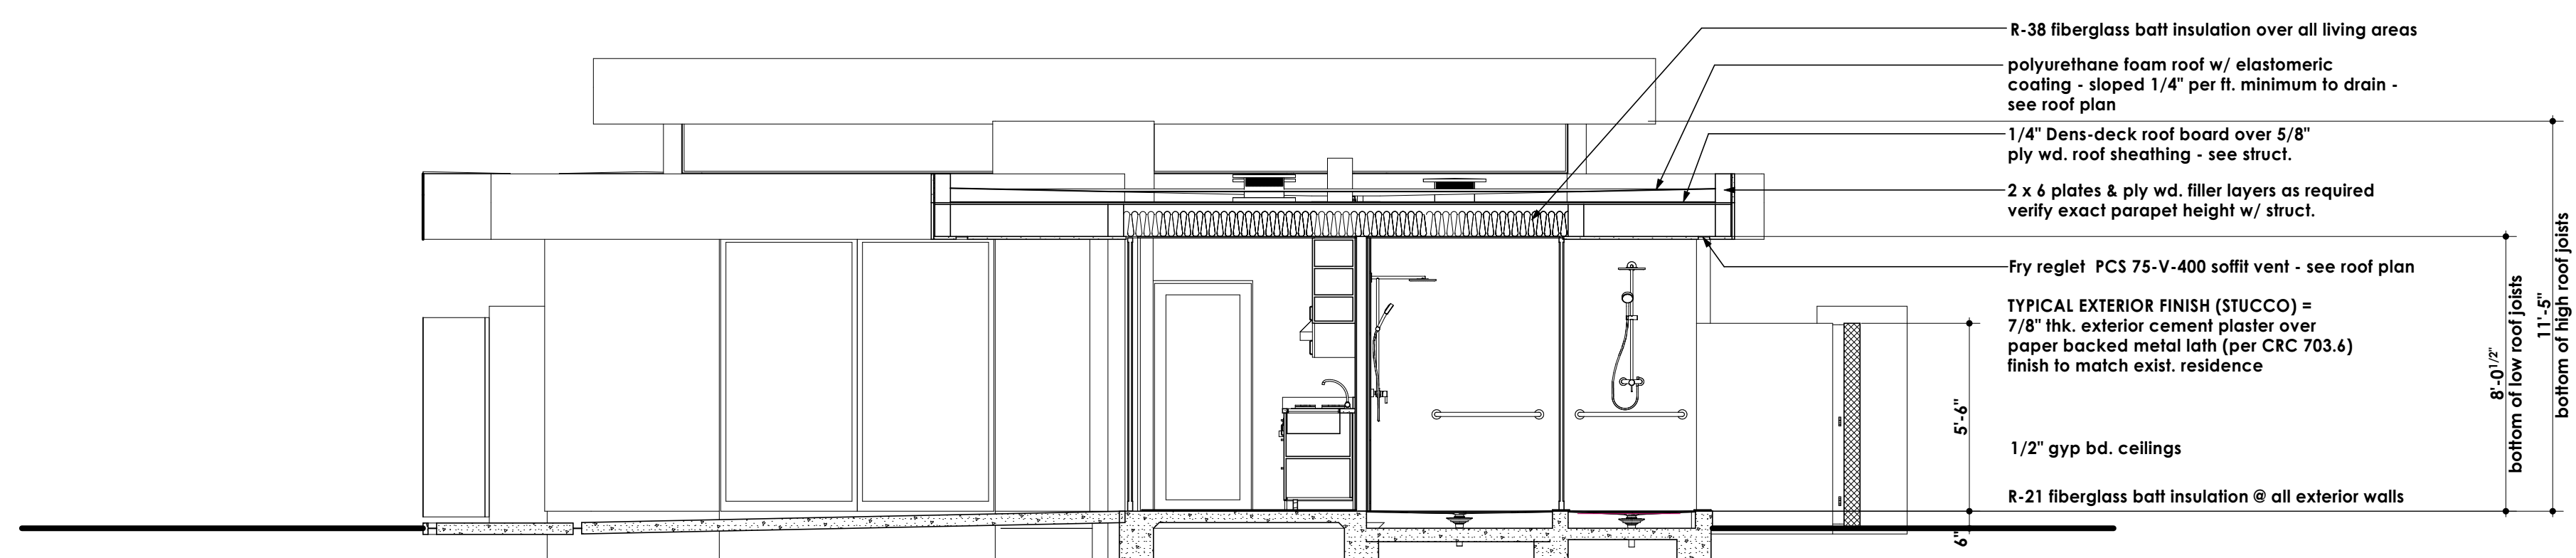 R-38 fiberglass batt insulation over all living areas
polyurethane foam roof w/ elastomeric
coating - sloped 1/4" per ft. minimum to drain -
see roof plan
1/4" Dens-deck roof board over 5/8"
ply wd. roof sheathing - see struct.
2 x 6 plates & ply wd. filler layers as required
verify exact parapet height w/ struct.
Fry reglet PCS 75-V-400 soffit vent - see roof plan
TYPICAL EXTERIOR FINISH (STUCCO) =
7/8" thk. exterior cement plaster over
paper backed metal lath (per CRC 703.6)
finish to match exist. residence
1/2" gyp bd. ceilings
R-21 fiberglass batt insulation @ all exterior walls
5'-6"
6"
8'-0 1/2"
bottom of low roof joists
11'-5"
bottom of high roof joists